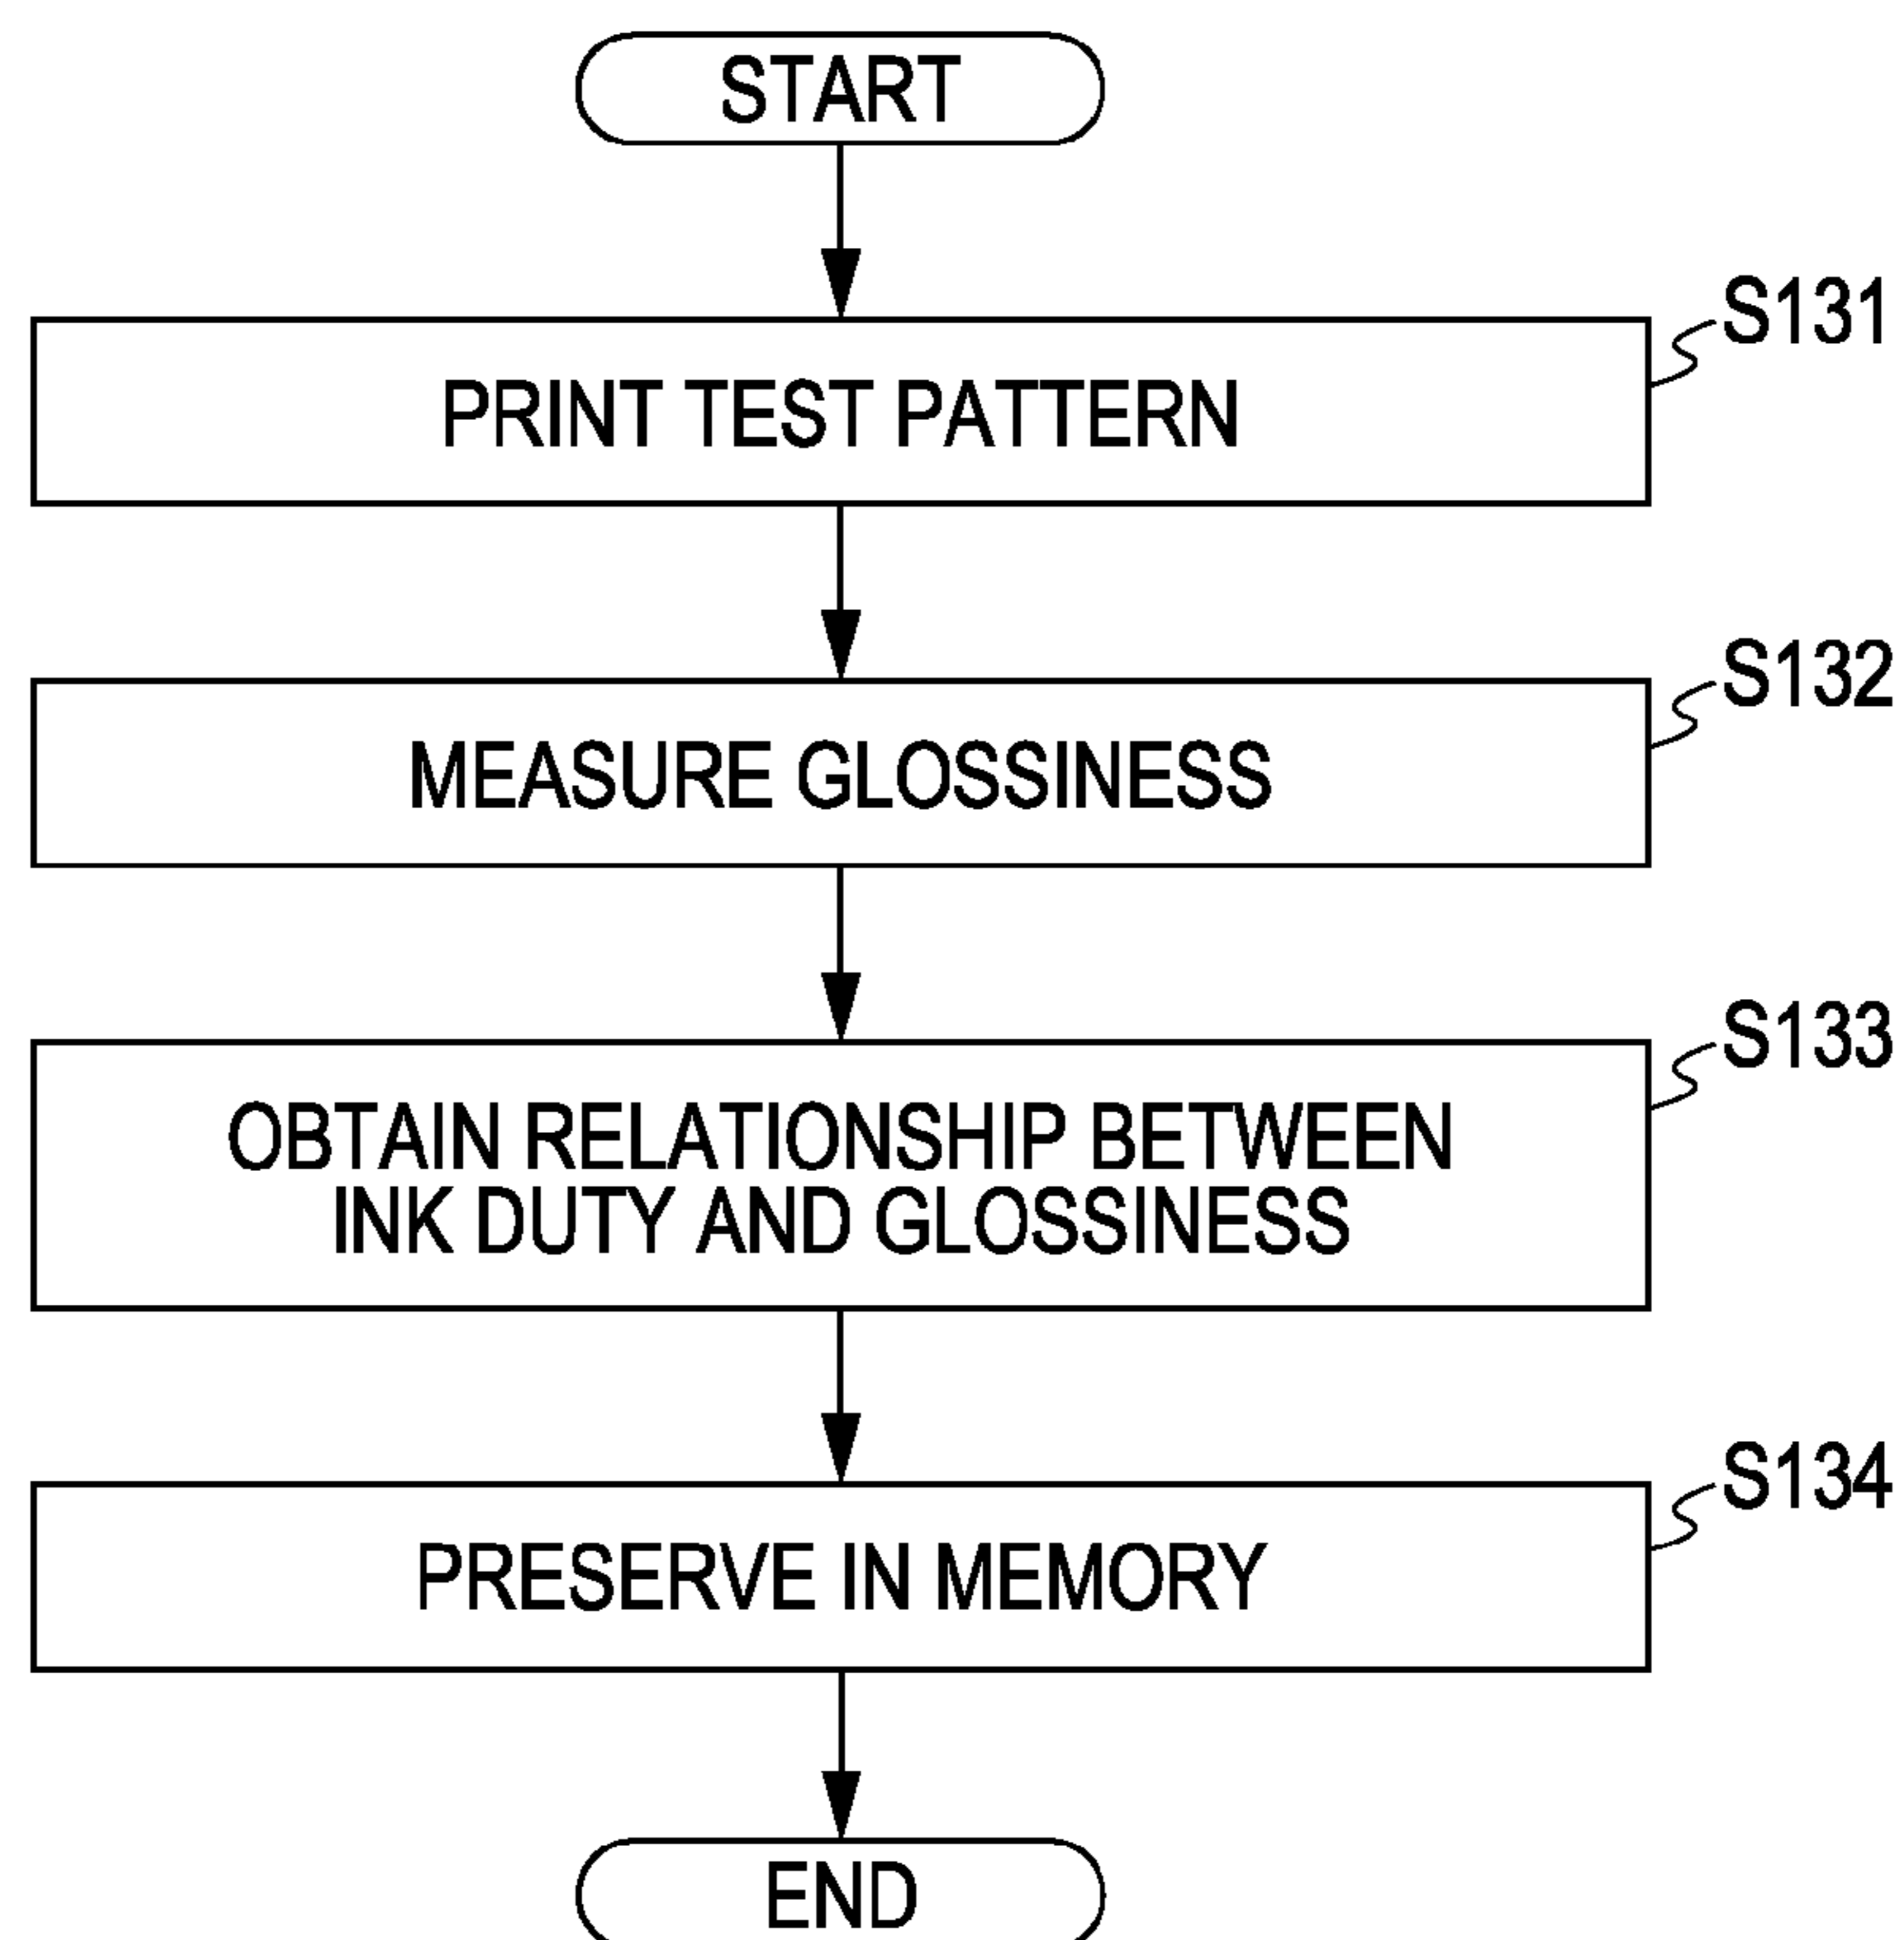 START
S131
PRINT TEST PATTERN
S132
MEASURE GLOSSINESS
S133
OBTAIN RELATIONSHIP BETWEEN
INK DUTY AND GLOSSINESS
S134
PRESERVE IN MEMORY
END